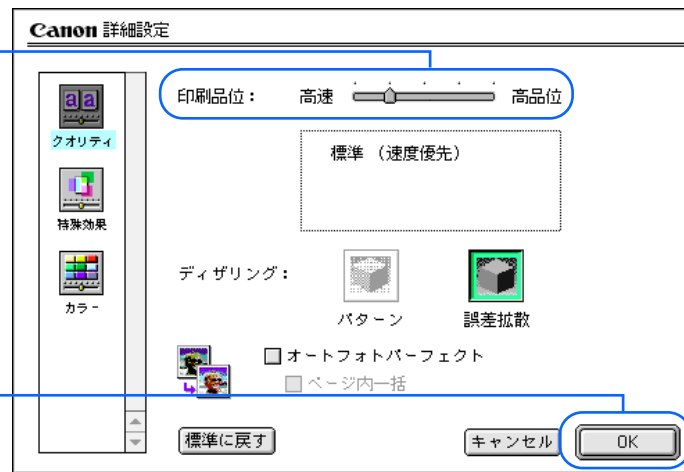 Canon 詳細設定
クオリティ
特殊効果
カラー
印刷品位： 高速 高品位
標準 （速度優先）
ディザリング：
パターン 誤差拡散
オートフォトパーフェクト
ページ内一括
標準に戻す キャンセル OK